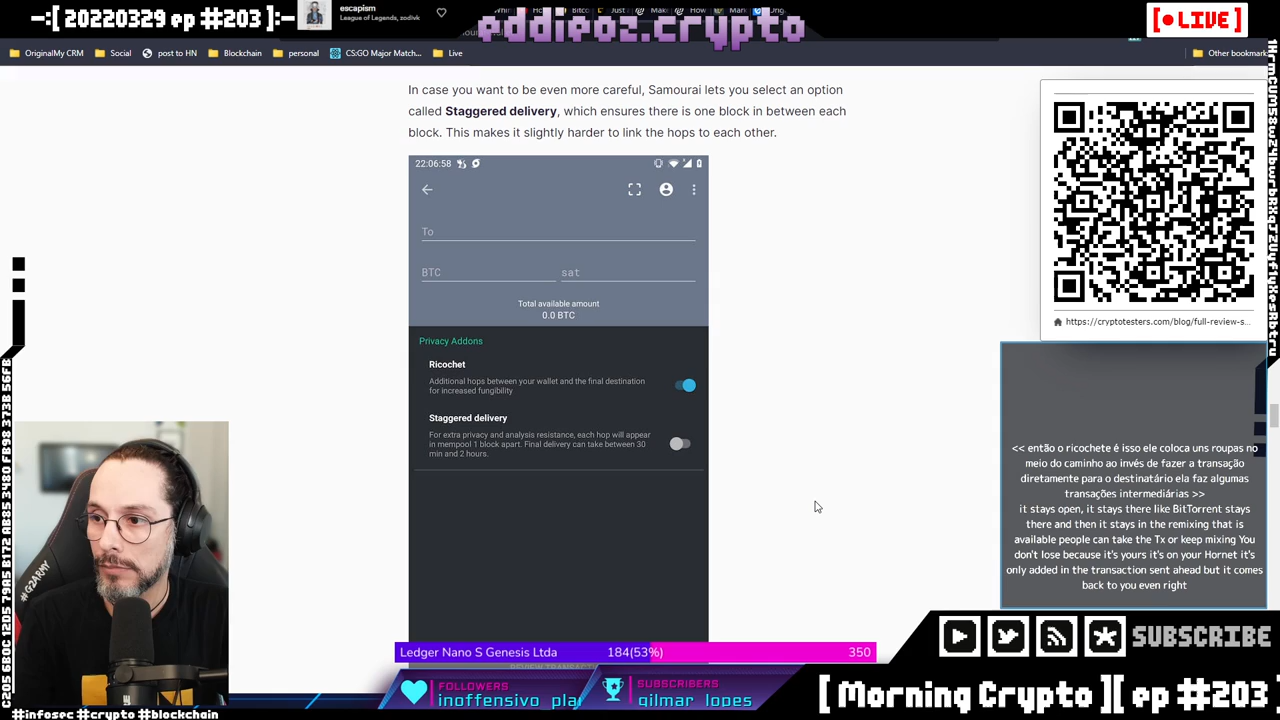 -:[ 20220329 ep #203 ]:-
escapism
League of Legends, zodivk
eddieoz.crypto
[● LIVE]
OriginalMy CRM
Social
post to HN
Blockchain
personal
CS:GO Major Match...
Live
Other bookmark
In case you want to be even more careful, Samourai lets you select an option
called Staggered delivery, which ensures there is one block in between each
block. This makes it slightly harder to link the hops to each other.
22:06:58
To
BTC
sat
Total available amount
0.0 BTC
Privacy Addons
Ricochet
Additional hops between your wallet and the final destination
for increased fungibility
Staggered delivery
For extra privacy and analysis resistance, each hop will appear
in mempool 1 block apart. Final delivery can take between 30
min and 2 hours.
https://cryptotesters.com/blog/full-review-s...
<< então o ricochete é isso ele coloca uns roupas no
meio do caminho ao invés de fazer a transação
diretamente para o destinatário ela faz algumas
transações intermediárias >>
it stays open, it stays there like BitTorrent stays
there and then it stays in the remixing that is
available people can take the Tx or keep mixing You
don't lose because it's yours it's on your Hornet it's
only added in the transaction sent ahead but it comes
back to you even right
#G2ARMY
Ledger Nano S Genesis Ltda
184(53%)
350
FOLLOWERS
inoffensivo_pla
SUBSCRIBERS
gilmar_lopes
SUBSCRIBE
[ Morning Crypto ][ ep #203 ]
#infosec #crypto #blockchain